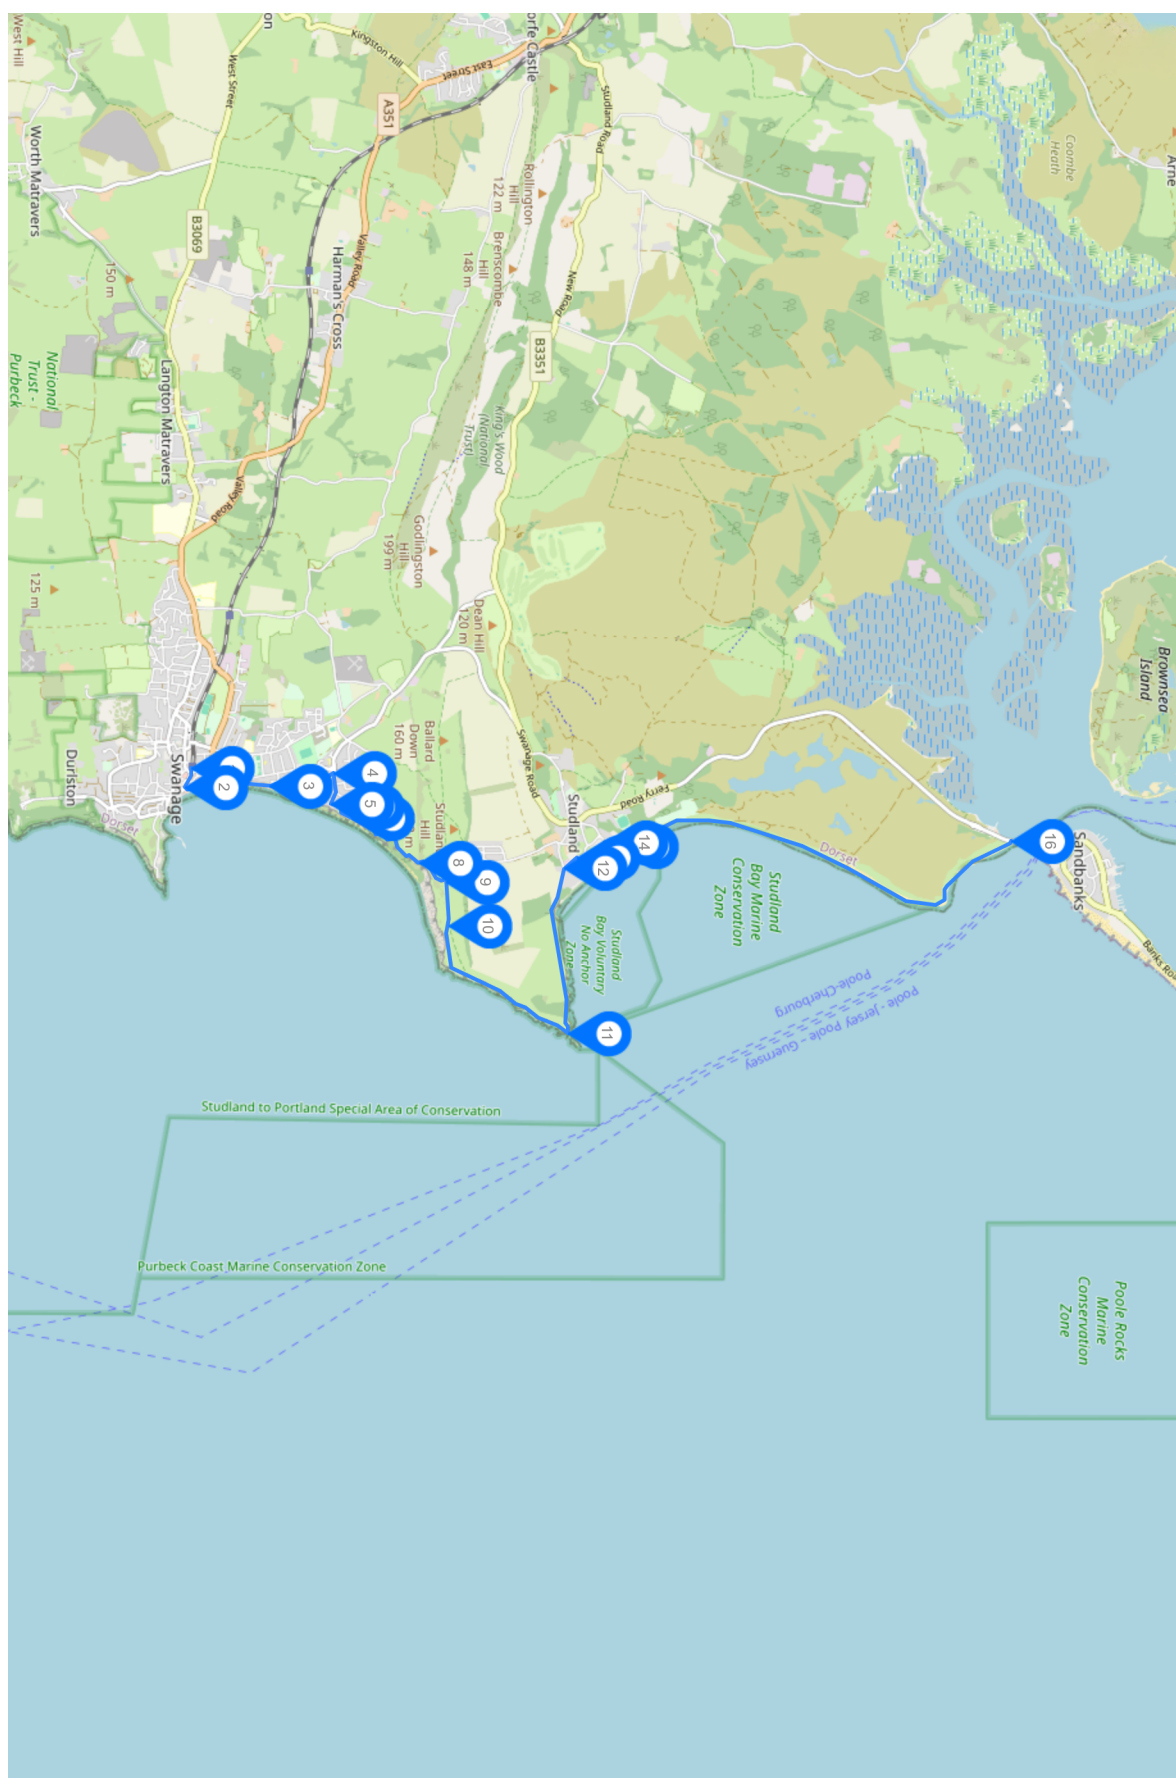 West Hill
Worth Matravers
West Street
Kingston Hill
East Street
A351
orfe Castle
Studland Road
Rollington
Hill
122 m
Brenscombe
Hill
148 m
B3069
150 m
Valley Road
Harman's Cross
New Road
B3351
Coombe
Heath
Arne
National
Trust -
Purbeck
Langton Matravers
Valley Road
King's Wood
(National
Trust)
Godlingston
Hill
199 m
Dean Hill
120 m
125 m
Brownsea
Island
Ballard
Down
160 m
Swanage Road
Studland
Ferry Road
Swanage
Durlston
Dorset
2
3
4
5
m
Studlan
Hill
8
9
10
11
12
14
16
Dorset
Sandbanks
Banks Ro
Studland
Bay Marine
Conservation
Zone
Studland
Bay Voluntary
No Anchor
Zone
Poole-Cherbourg
Poole - Jersey Poole - Guernsey
Studland to Portland Special Area of Conservation
Purbeck Coast Marine Conservation Zone
Poole Rocks
Marine
Conservation
Zone